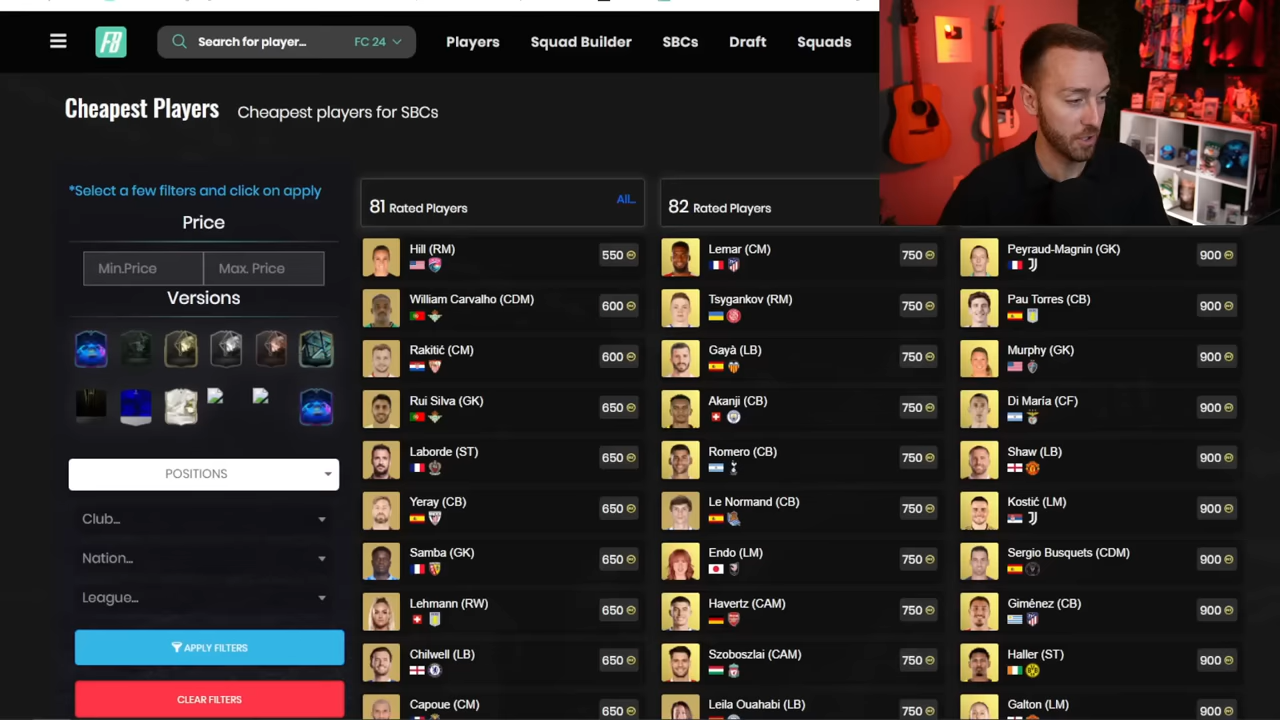 FB
Search for player...
FC 24
Players
Squad Builder
SBCs
Draft
Squads
Cheapest Players
Cheapest players for SBCs
*Select a few filters and click on apply
Price
Min.Price
Max. Price
Versions
POSITIONS
Club...
Nation...
League...
APPLY FILTERS
CLEAR FILTERS
81 Rated Players
All..
Hill (RM)
550
William Carvalho (CDM)
600
Rakitić (CM)
600
Rui Silva (GK)
650
Laborde (ST)
650
Yeray (CB)
650
Samba (GK)
650
Lehmann (RW)
650
Chilwell (LB)
650
Capoue (CM)
650
82 Rated Players
Lemar (CM)
750
Tsygankov (RM)
750
Gayà (LB)
750
Akanji (CB)
750
Romero (CB)
750
Le Normand (CB)
750
Endo (LM)
750
Havertz (CAM)
750
Szoboszlai (CAM)
750
Leila Ouahabi (LB)
750
Peyraud-Magnin (GK)
900
Pau Torres (CB)
900
Murphy (GK)
900
Di María (CF)
900
Shaw (LB)
900
Kostić (LM)
900
Sergio Busquets (CDM)
900
Giménez (CB)
900
Haller (ST)
900
Galton (LM)
900